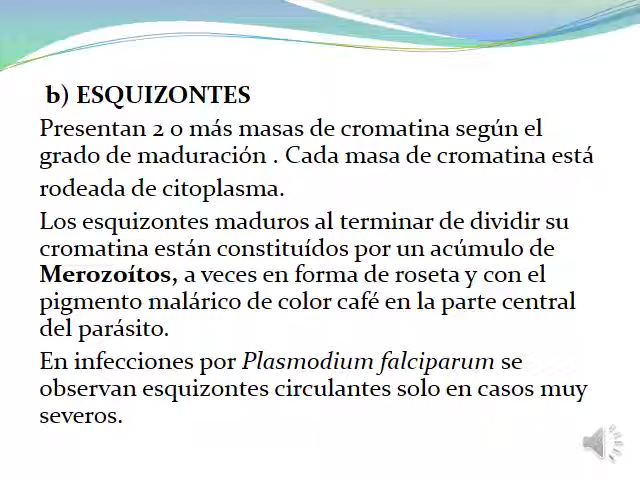 b) ESQUIZONTES
Presentan 2 o más masas de cromatina según el
grado de maduración . Cada masa de cromatina está
rodeada de citoplasma.
Los esquizontes maduros al terminar de dividir su
cromatina están constituídos por un acúmulo de
Merozoítos, a veces en forma de roseta y con el
pigmento malárico de color café en la parte central
del parásito.
En infecciones por Plasmodium falciparum se
observan esquizontes circulantes solo en casos muy
severos.